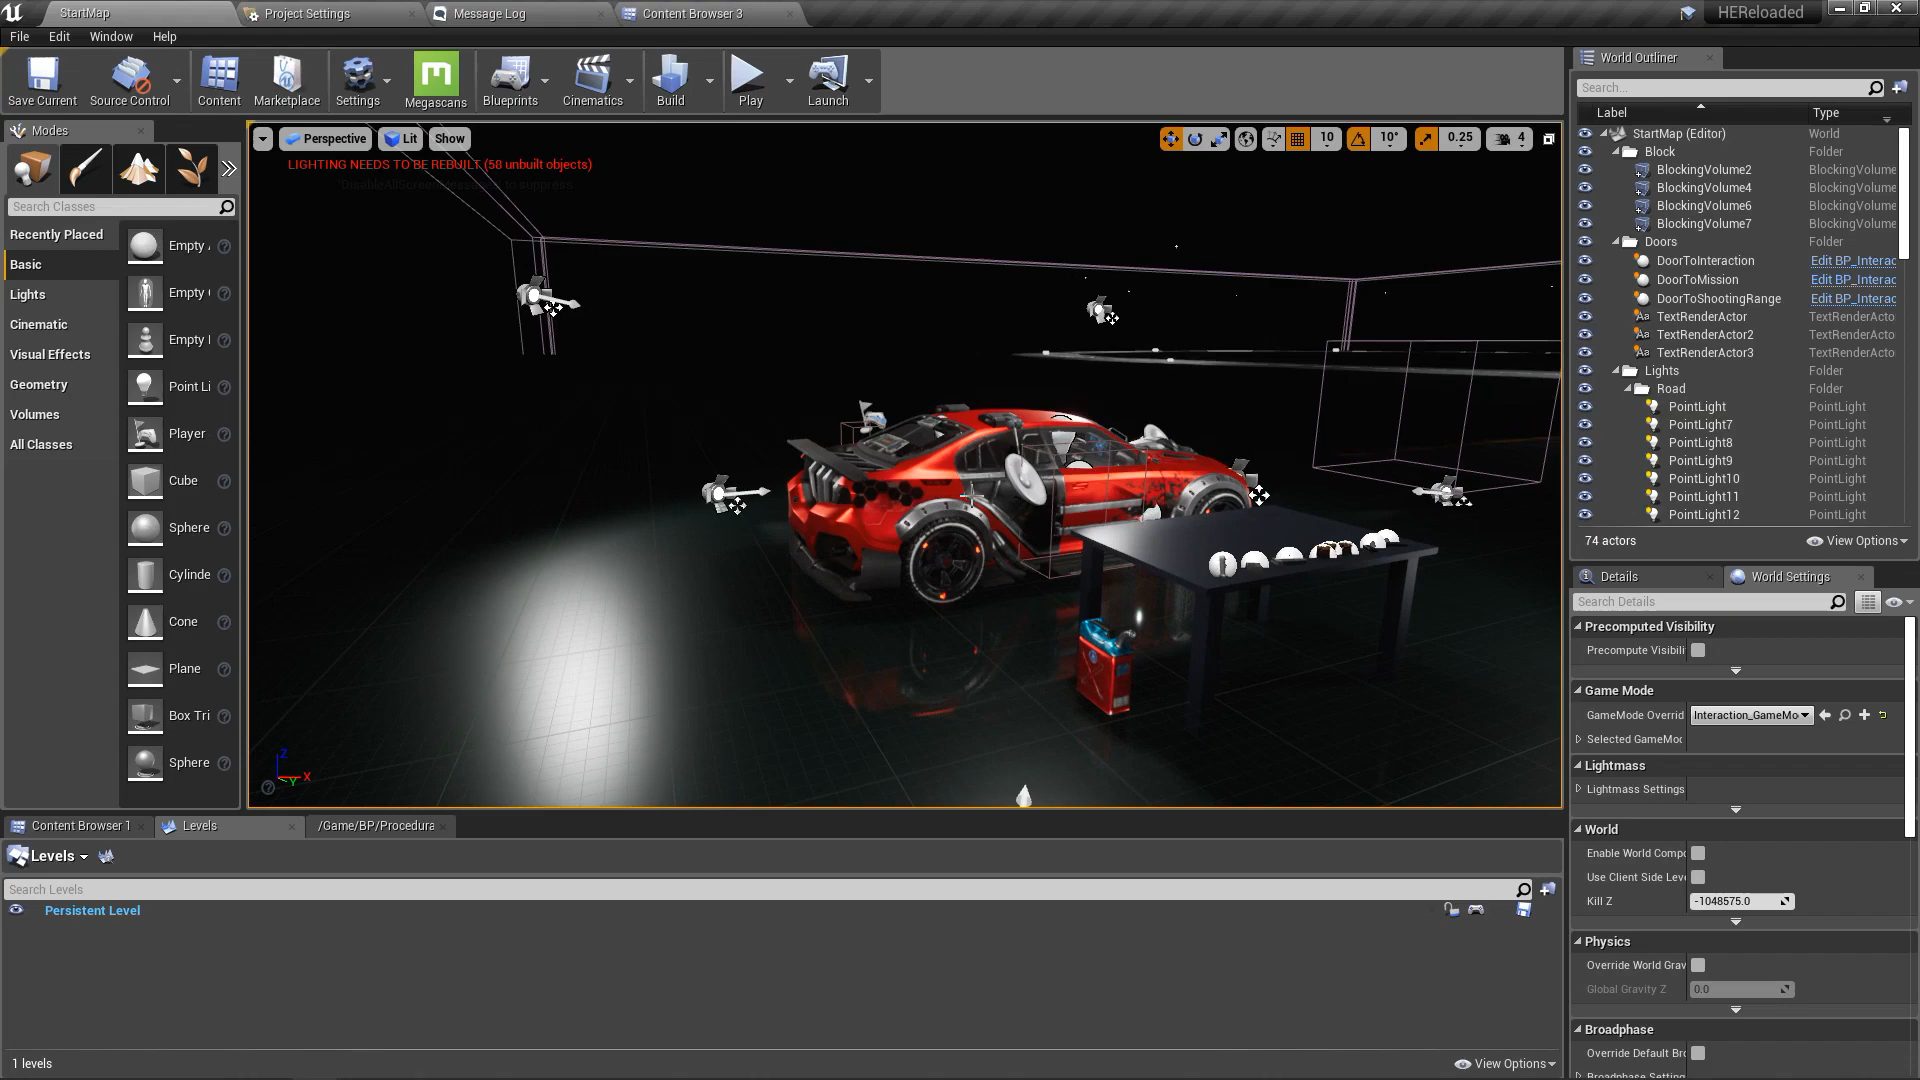 StartMap
Project Settings
Message Log
Content Browser 3
HEReloaded
File
Edit
Window
Help
Save Current
Source Control
Content
Marketplace
Settings
Megascans
Blueprints
Cinematics
Build
Play
Launch
Modes
Search Classes
Recently Placed
Basic
Lights
Cinematic
Visual Effects
Geometry
Volumes
All Classes
Empty
Empty
Empty
Point Li
Player
Cube
Sphere
Cylinde
Cone
Plane
Box Tri
Sphere
Perspective
Lit
Show
10
10°
0.25
4
LIGHTING NEEDS TO BE REBUILT (58 unbuilt objects)
Z
X
Y
World Outliner
Search...
Label
Type
StartMap (Editor)
World
Block
Folder
BlockingVolume2
BlockingVolume
BlockingVolume4
BlockingVolume
BlockingVolume6
BlockingVolume
BlockingVolume7
BlockingVolume
Doors
Folder
DoorToInteraction
Edit BP_Interac
DoorToMission
Edit BP_Interac
DoorToShootingRange
Edit BP_Interac
TextRenderActor
TextRenderActo
TextRenderActor2
TextRenderActo
TextRenderActor3
TextRenderActo
Lights
Folder
Road
Folder
PointLight
PointLight
PointLight7
PointLight
PointLight8
PointLight
PointLight9
PointLight
PointLight10
PointLight
PointLight11
PointLight
PointLight12
PointLight
74 actors
View Options
Details
World Settings
Search Details
Precomputed Visibility
Precompute Visibili
Game Mode
GameMode Overrid
Interaction_GameMo
Selected GameMod
Lightmass
Lightmass Settings
World
Enable World Compo
Use Client Side Leve
Kill Z
-1048575.0
Physics
Override World Grav
Global Gravity Z
0.0
Broadphase
Override Default Bro
Broadphase Setting
Content Browser 1
Levels
/Game/BP/Procedura
Levels
Search Levels
Persistent Level
1 levels
View Options